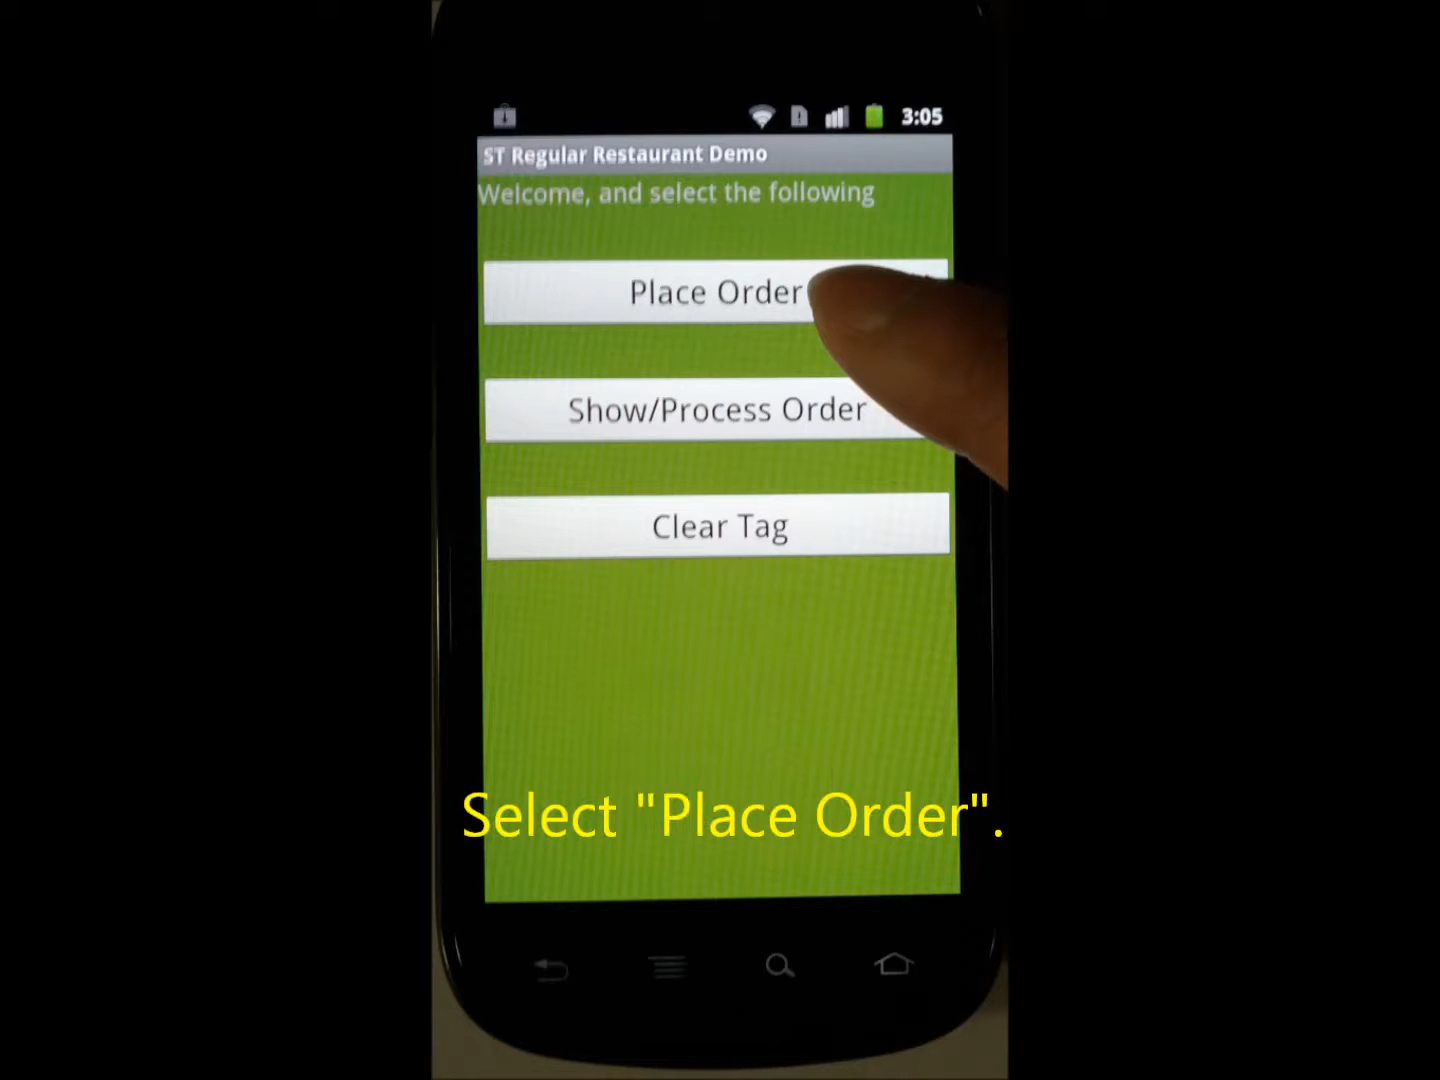 3:05
ST Regular Restaurant Demo
Welcome, and select the following
Place Order
Show/Process Order
Clear Tag
Select "Place Order".